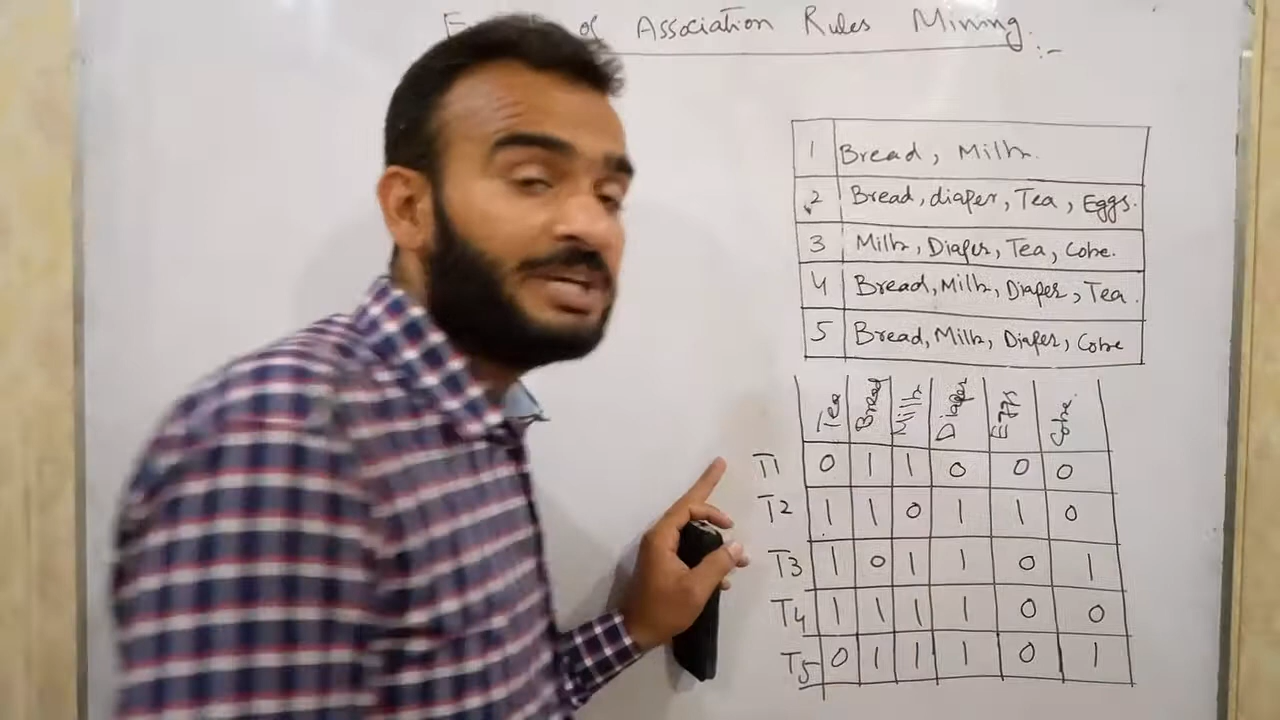 of Association Rules Mining :-
1 Bread, Milk.
2 Bread, diaper, Tea, Eggs.
3 Milk, Diaper, Tea, Coke.
4 Bread, Milk, Diaper, Tea.
5 Bread, Milk, Diaper, Coke
Tea Bread Milk Diaper Eggs Coke.
T1 0 1 1 0 0 0
T2 1 1 0 1 1 0
T3 1 0 1 1 0 1
T4 1 1 1 1 0 0
T5 0 1 1 1 0 1